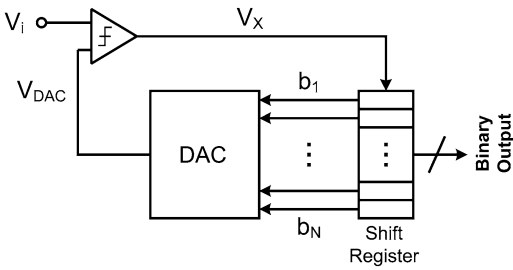 Vi
VX
VDAC
b1
DAC
bN
Binary
Output
Shift
Register